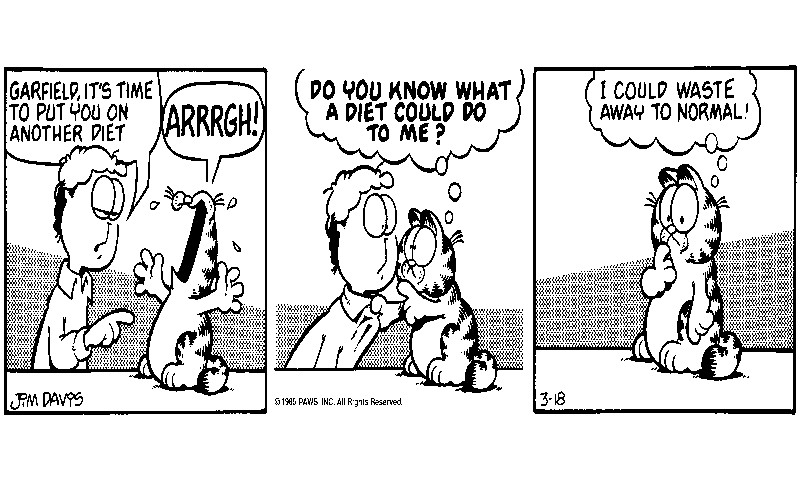 GARFIELD, IT'S TIME
TO PUT YOU ON
ANOTHER DIET
ARRRGH!
JIM DAVIS
DO YOU KNOW WHAT
A DIET COULD DO
TO ME?
© 1985 PAWS, INC. All Rights Reserved.
I COULD WASTE
AWAY TO NORMAL!
3-18